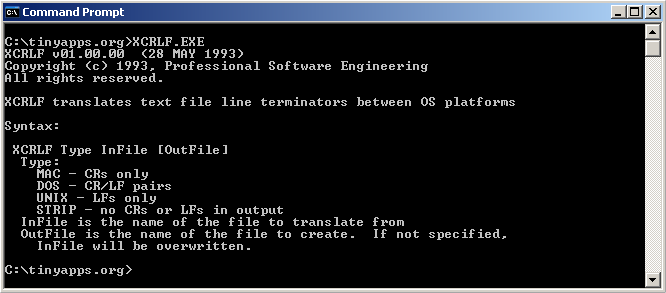 Command Prompt
C:\tinyapps.org>XCRLF.EXE
XCRLF v01.00.00  (28 MAY 1993)
Copyright (c) 1993, Professional Software Engineering
All rights reserved.
XCRLF translates text file line terminators between OS platforms
Syntax:
 XCRLF Type InFile [OutFile]
  Type:
    MAC - CRs only
    DOS - CR/LF pairs
    UNIX - LFs only
    STRIP - no CRs or LFs in output
  InFile is the name of the file to translate from
  OutFile is the name of the file to create.  If not specified,
    InFile will be overwritten.
C:\tinyapps.org>